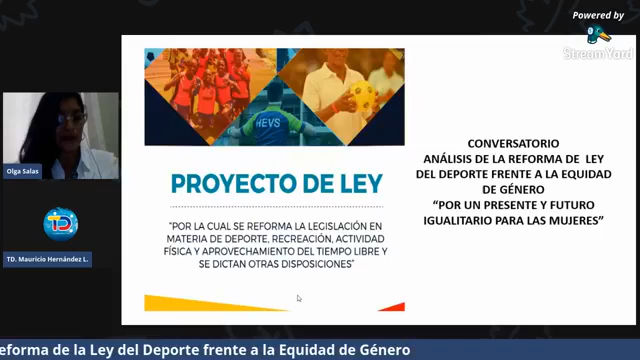 Powered by
StreamYard
HEVS
PROYECTO DE LEY
"POR LA CUAL SE REFORMA LA LEGISLACIÓN EN
MATERIA DE DEPORTE, RECREACIÓN, ACTIVIDAD
FÍSICA Y APROVECHAMIENTO DEL TIEMPO LIBRE Y
SE DICTAN OTRAS DISPOSICIONES"
CONVERSATORIO
ANÁLISIS DE LA REFORMA DE LEY
DEL DEPORTE FRENTE A LA EQUIDAD
DE GÉNERO
“POR UN PRESENTE Y FUTURO
IGUALITARIO PARA LAS MUJERES”
Olga Salas
TD
TD. Mauricio Hernández L.
eforma de la Ley del Deporte frente a la Equidad de Género